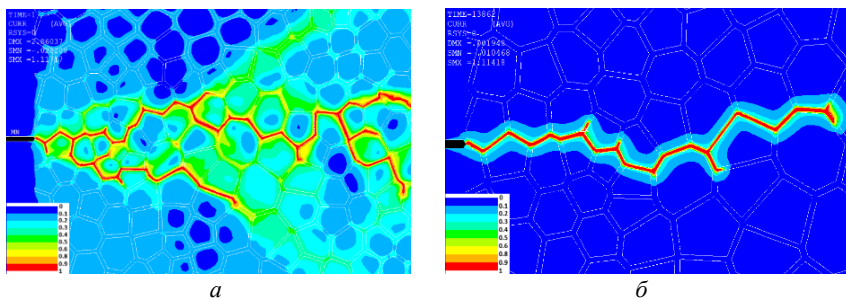 CURR (AVG)
MN
0
0.1
0.2
0.3
0.4
0.5
0.6
0.7
0.8
0.9
1
а
TIME=13862
CURR (AVG)
RSYS=0
DMX =.001948
SMN =-.010468
SMX =1.11418
0
0.1
0.2
0.3
0.4
0.5
0.6
0.7
0.8
0.9
1
б